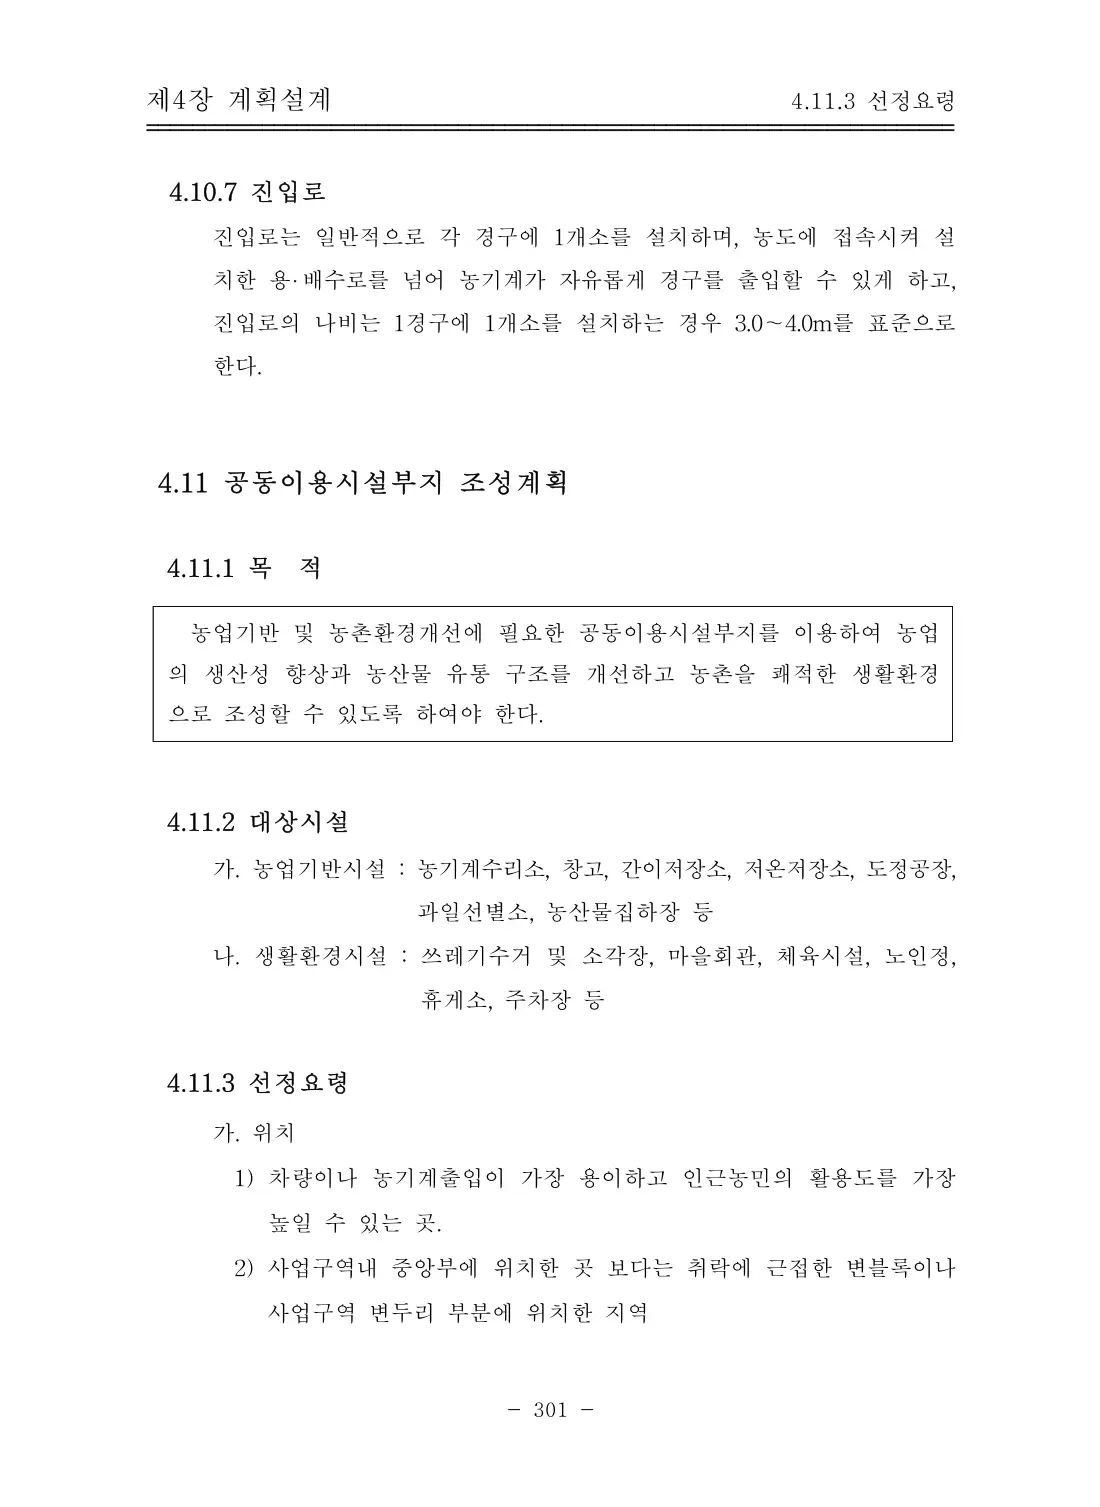 제4장 계획설계
4.11.3 선정요령
4.10.7 진입로
진입로는 일반적으로 각 경구에 1개소를 설치하며, 농도에 접속시켜 설
치한 용·배수로를 넘어 농기계가 자유롭게 경구를 출입할 수 있게 하고,
진입로의 나비는 1경구에 1개소를 설치하는 경우 3.0～4.0m를 표준으로
한다.
4.11 공동이용시설부지 조성계획
4.11.1 목 적
농업기반 및 농촌환경개선에 필요한 공동이용시설부지를 이용하여 농업
의 생산성 향상과 농산물 유통 구조를 개선하고 농촌을 쾌적한 생활환경
으로 조성할 수 있도록 하여야 한다.
4.11.2 대상시설
가. 농업기반시설 : 농기계수리소, 창고, 간이저장소, 저온저장소, 도정공장,
과일선별소, 농산물집하장 등
나. 생활환경시설 : 쓰레기수거 및 소각장, 마을회관, 체육시설, 노인정,
휴게소, 주차장 등
4.11.3 선정요령
가. 위치
1) 차량이나 농기계출입이 가장 용이하고 인근농민의 활용도를 가장
높일 수 있는 곳.
2) 사업구역내 중앙부에 위치한 곳 보다는 취락에 근접한 변블록이나
사업구역 변두리 부분에 위치한 지역
- 301 -